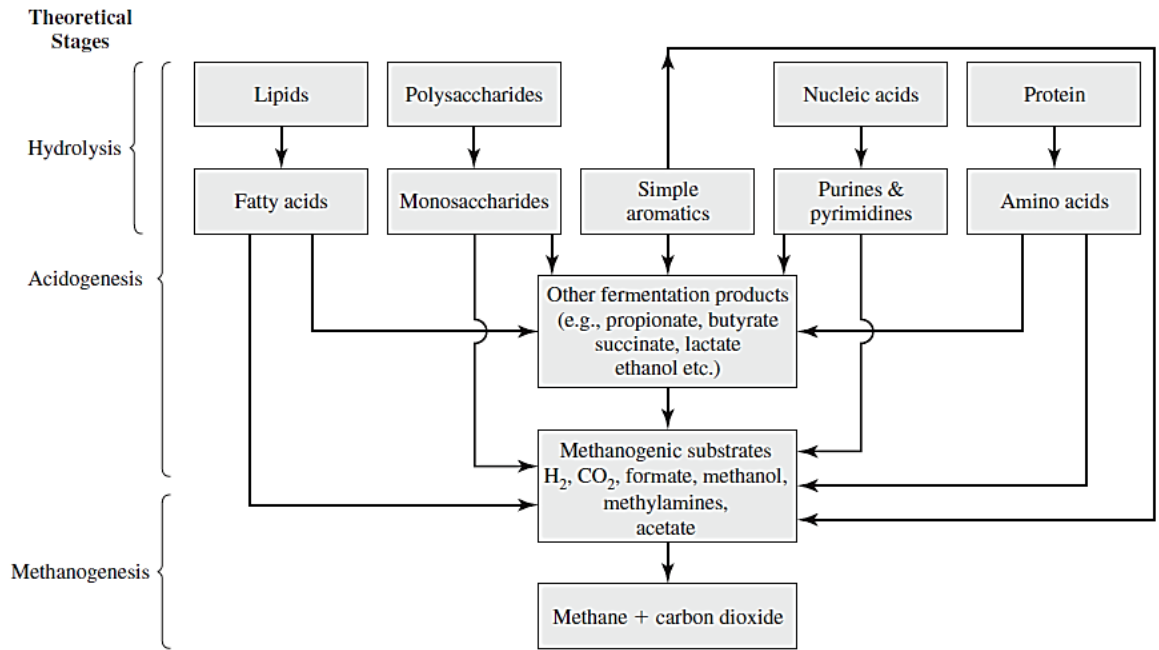 Theoretical
Stages
Lipids
Polysaccharides
Nucleic acids
Protein
Hydrolysis
Fatty acids
Monosaccharides
Simple
aromatics
Purines &
pyrimidines
Amino acids
Acidogenesis
Other fermentation products
(e.g., propionate, butyrate
succinate, lactate
ethanol etc.)
Methanogenic substrates
H₂, CO₂, formate, methanol,
methylamines,
acetate
Methanogenesis
Methane + carbon dioxide